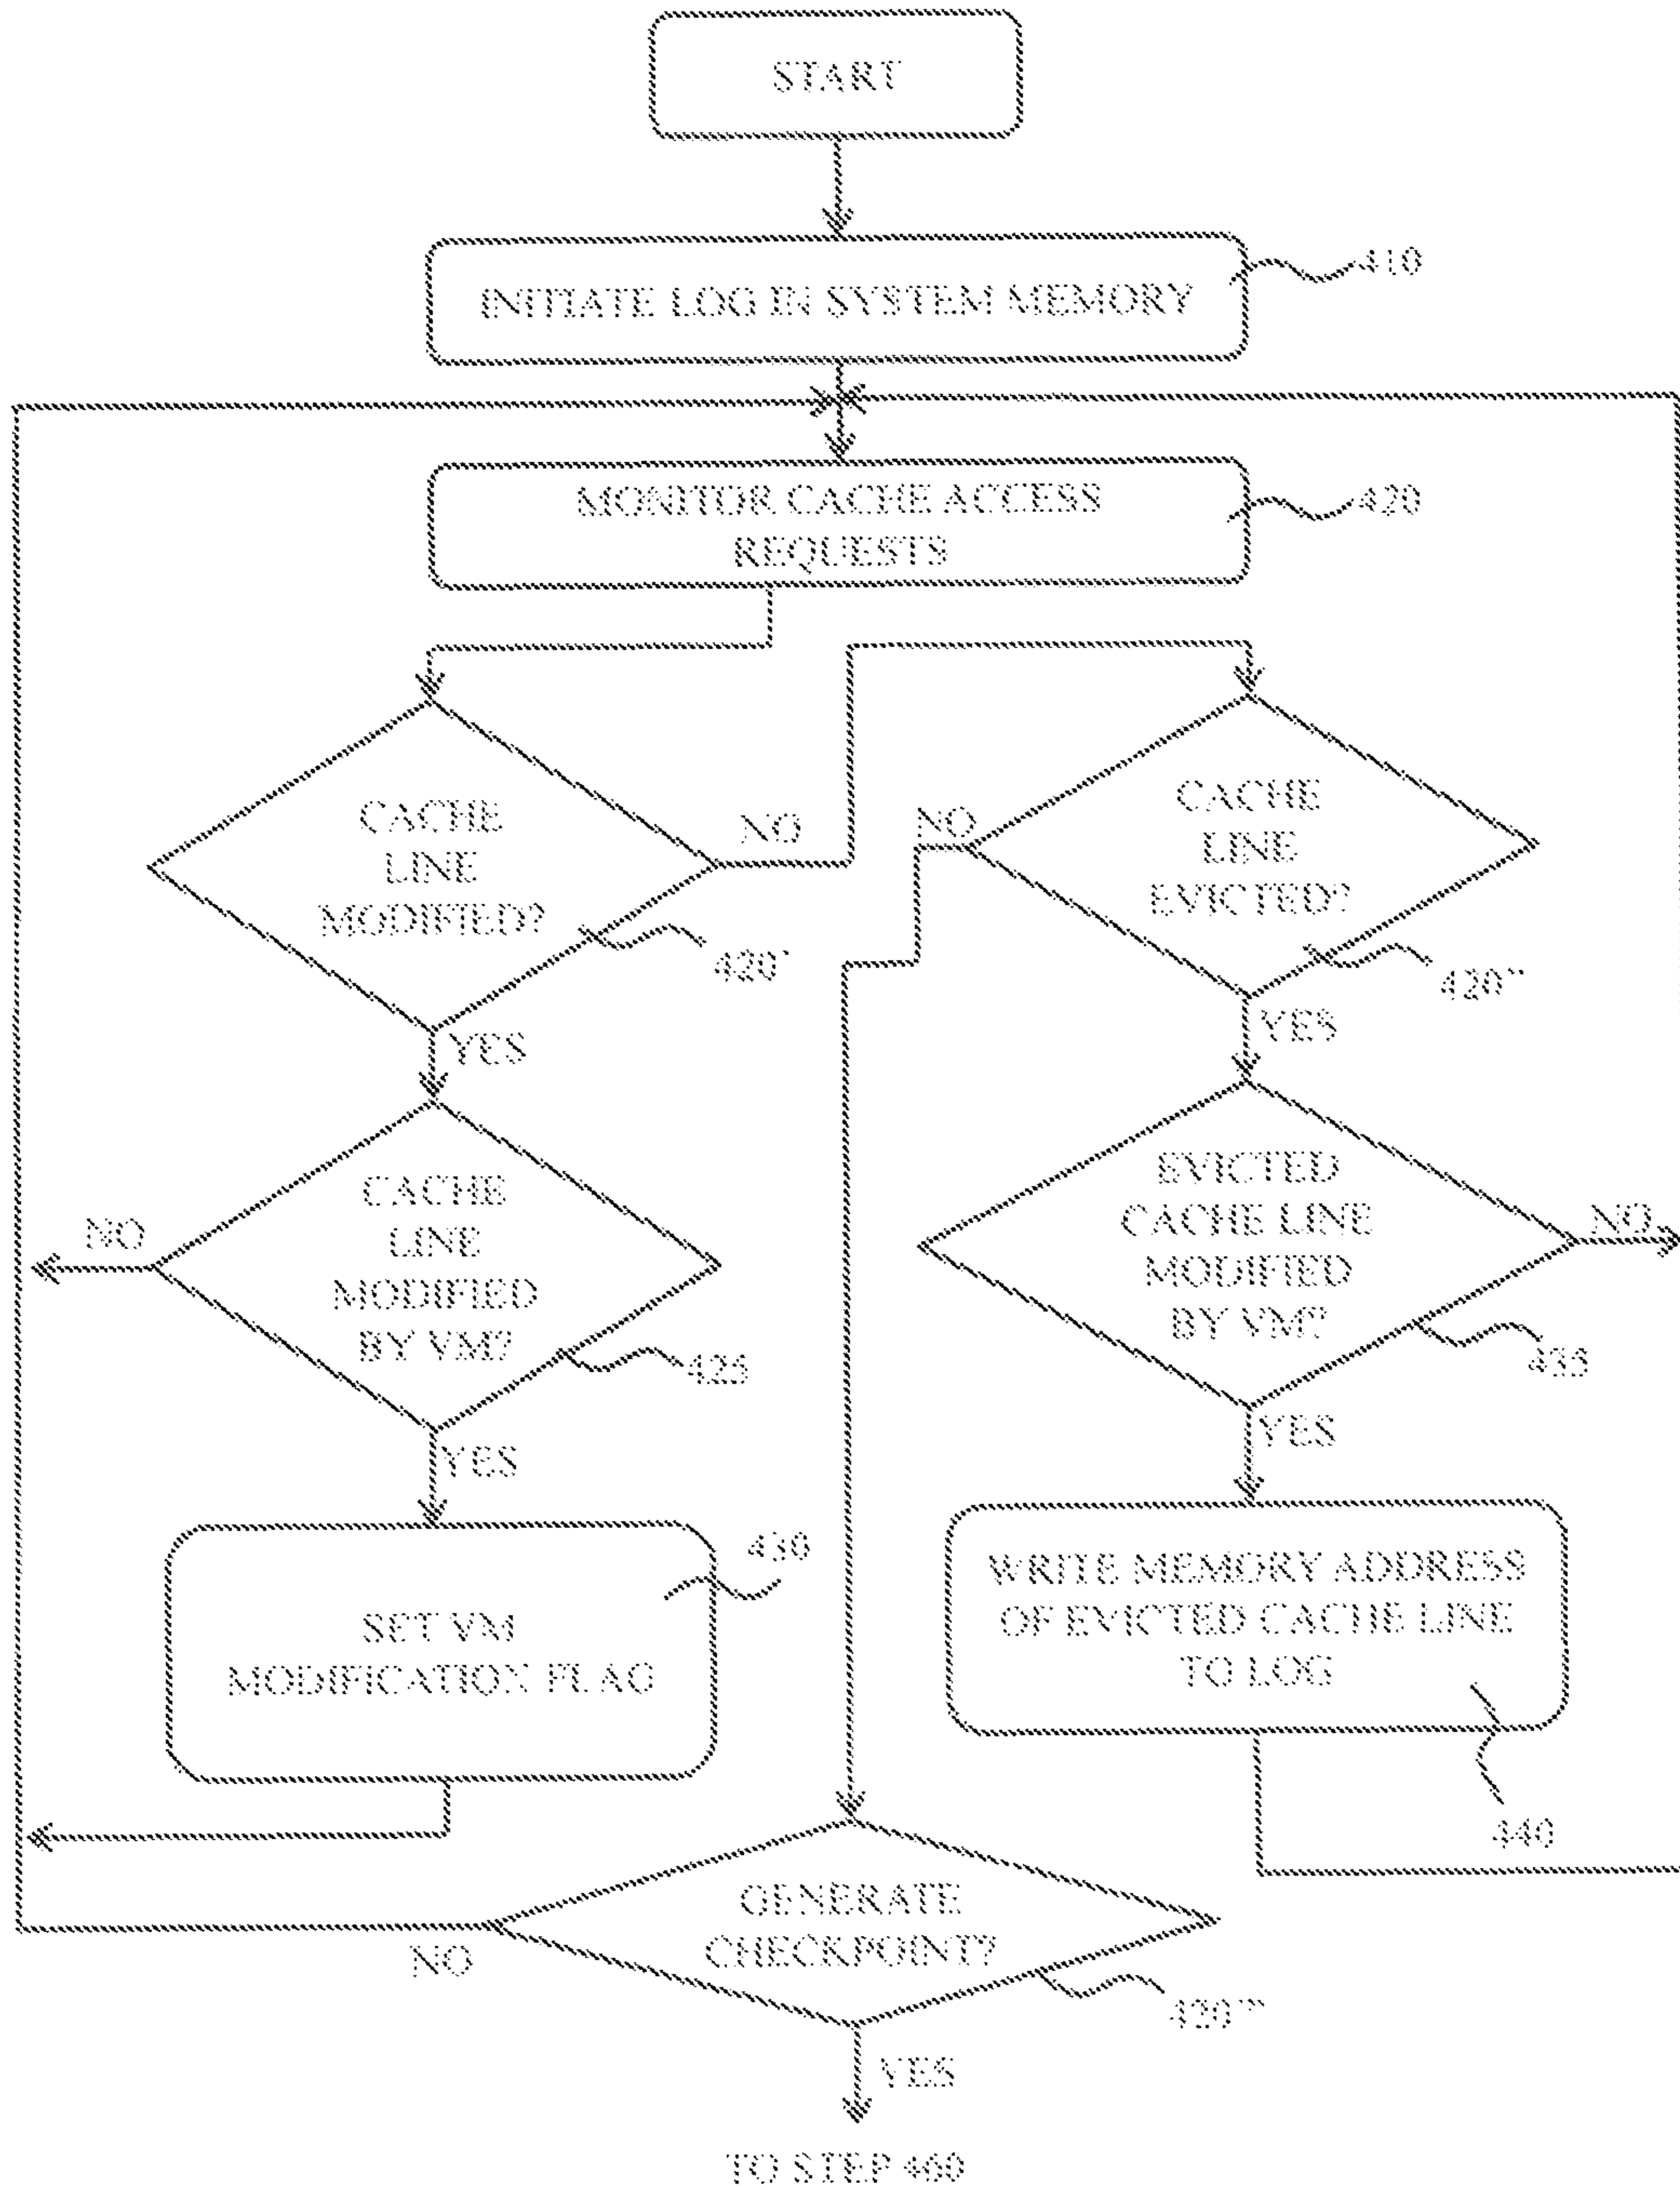 START
INITIATE LOG IN SYSTEM MEMORY
410
MONITOR CACHE ACCESS
REQUESTS
420
CACHE
LINE
MODIFIED?
NO
420'
YES
CACHE
LINE
EVICTED?
NO
420''
YES
CACHE
LINE
MODIFIED
BY VM?
NO
425
YES
EVICTED
CACHE LINE
MODIFIED
BY VM?
NO
435
YES
430
SET VM
MODIFICATION FLAG
WRITE MEMORY ADDRESS
OF EVICTED CACHE LINE
TO LOG
440
GENERATE
CHECKPOINT?
NO
420'''
YES
TO STEP 460